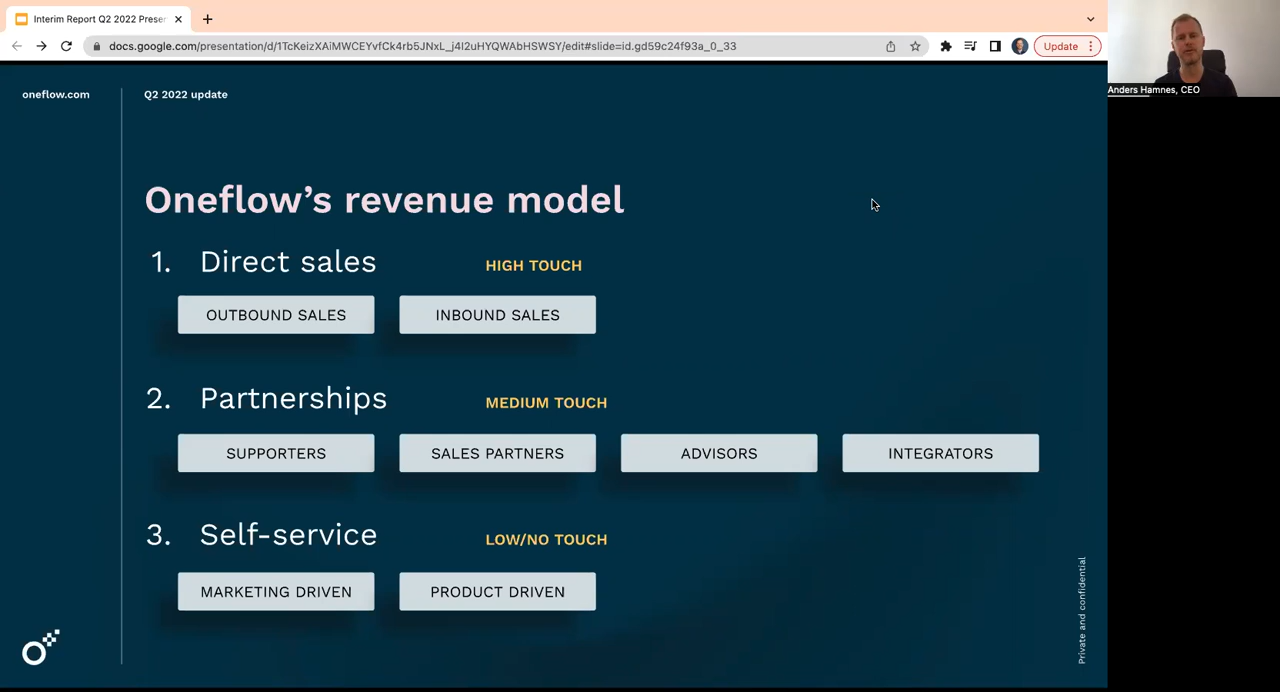 Interim Report Q2 2022 Preser
docs.google.com/presentation/d/1TcKeizXAiMWCEYvfCk4rb5JNxL_j4I2uHYQWAbHSWSY/edit#slide=id.gd59c24f93a_0_33
Update
Anders Hamnes, CEO
oneflow.com
Q2 2022 update
Oneflow’s revenue model
1. Direct sales HIGH TOUCH
OUTBOUND SALES INBOUND SALES
2. Partnerships MEDIUM TOUCH
SUPPORTERS SALES PARTNERS ADVISORS INTEGRATORS
3. Self-service LOW/NO TOUCH
MARKETING DRIVEN PRODUCT DRIVEN
Private and confidential